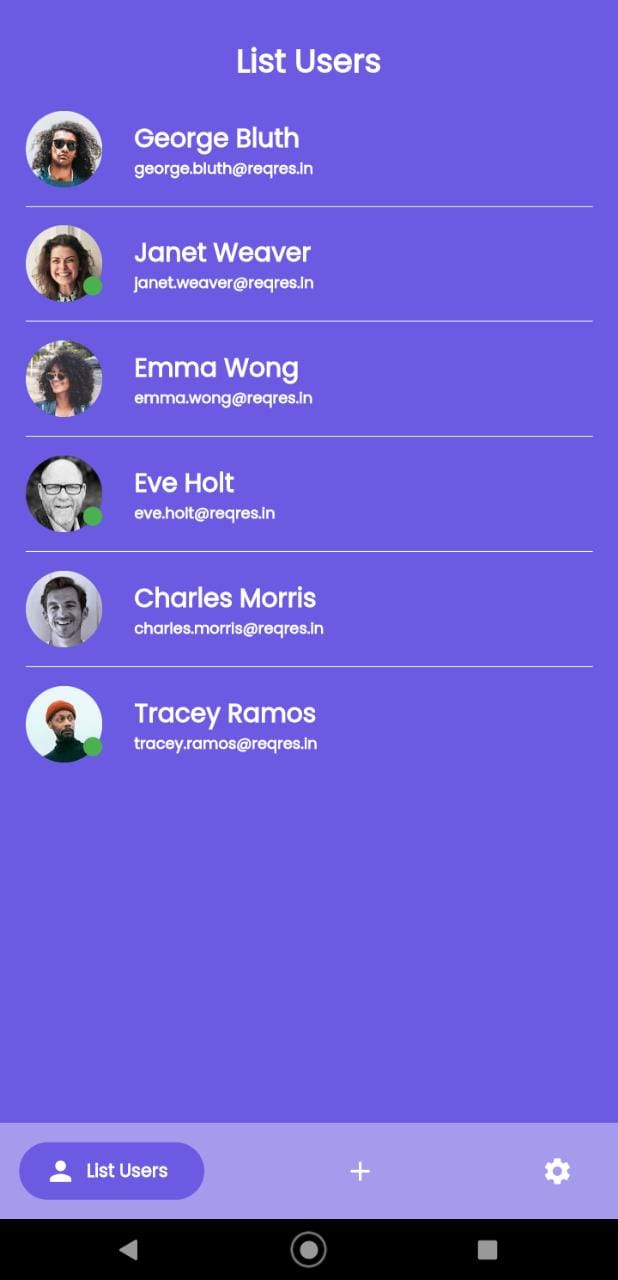 List Users
George Bluth
george.bluth@reqres.in
Janet Weaver
janet.weaver@reqres.in
Emma Wong
emma.wong@reqres.in
Eve Holt
eve.holt@reqres.in
Charles Morris
charles.morris@reqres.in
Tracey Ramos
tracey.ramos@reqres.in
List Users